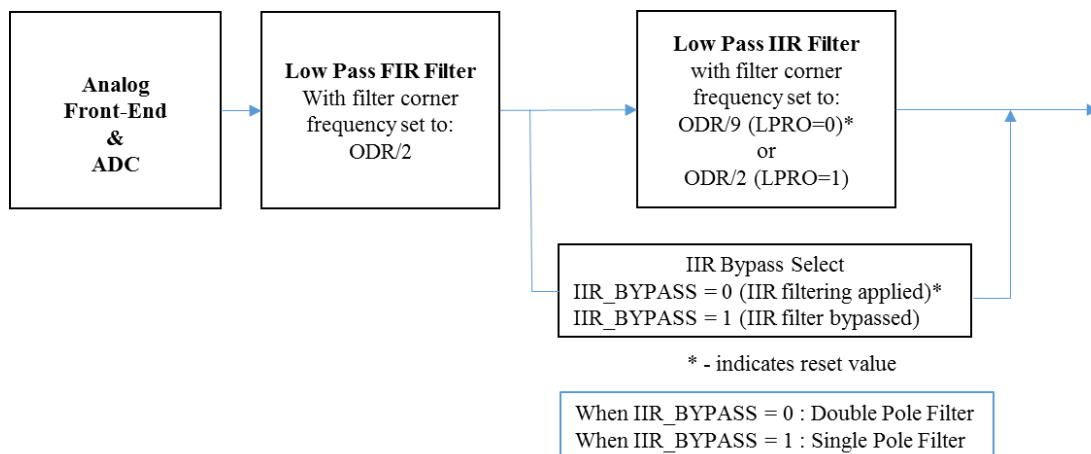 Analog
Front-End
&
ADC
Low Pass FIR Filter
With filter corner
frequency set to:
ODR/2
Low Pass IIR Filter
with filter corner
frequency set to:
ODR/9 (LPRO=0)*
or
ODR/2 (LPRO=1)
IIR Bypass Select
IIR_BYPASS = 0 (IIR filtering applied)*
IIR_BYPASS = 1 (IIR filter bypassed)
* - indicates reset value
When IIR_BYPASS = 0 : Double Pole Filter
When IIR_BYPASS = 1 : Single Pole Filter